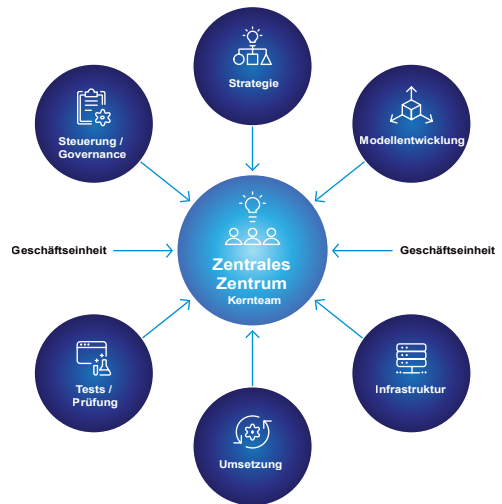 Strategie
Steuerung /
Governance
Modellentwicklung
Geschäftseinheit
Zentrales
Zentrum
Kernteam
Geschäftseinheit
Tests /
Prüfung
Infrastruktur
Umsetzung